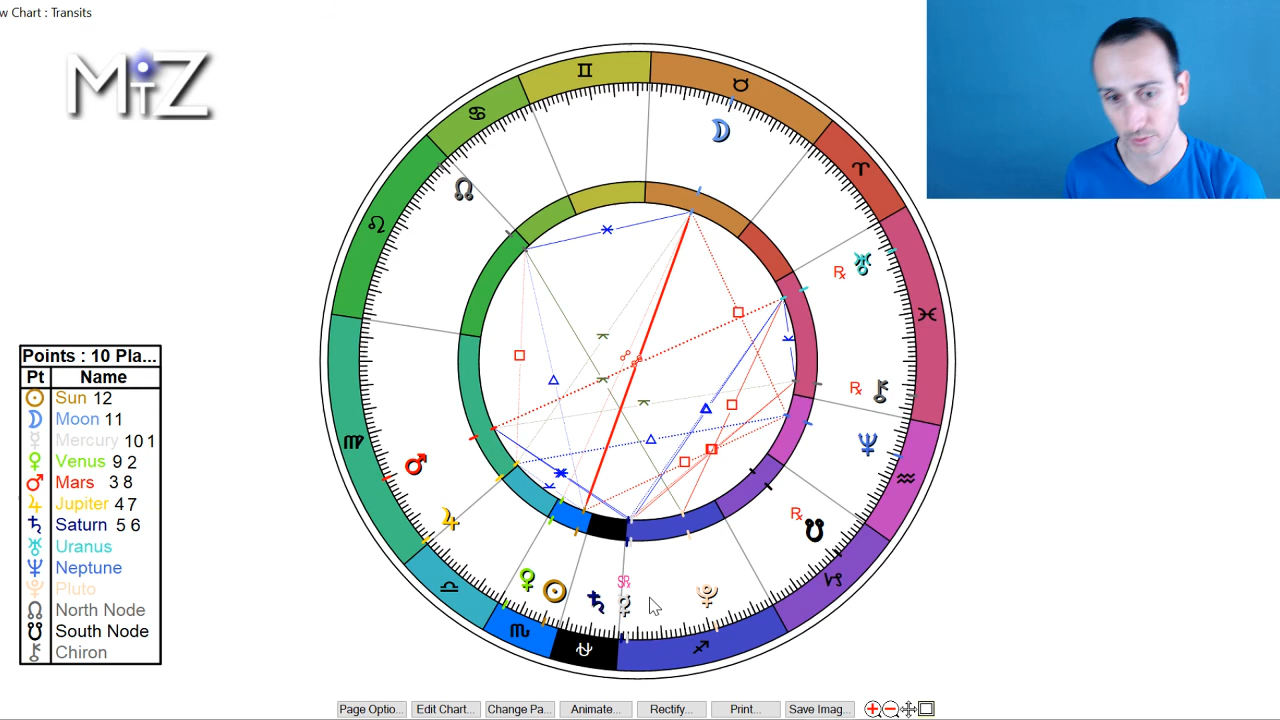 w Chart : Transits
MiTZ
Points : 10 Pla...
Pt Name
Sun 12
Moon 11
Mercury 10 1
Venus 9 2
Mars 3 8
Jupiter 4 7
Saturn 5 6
Uranus
Neptune
Pluto
North Node
South Node
Chiron
℞
℞
℞
SR
Page Optio...
Edit Chart...
Change Pa...
Animate...
Rectify...
Print...
Save Imag...